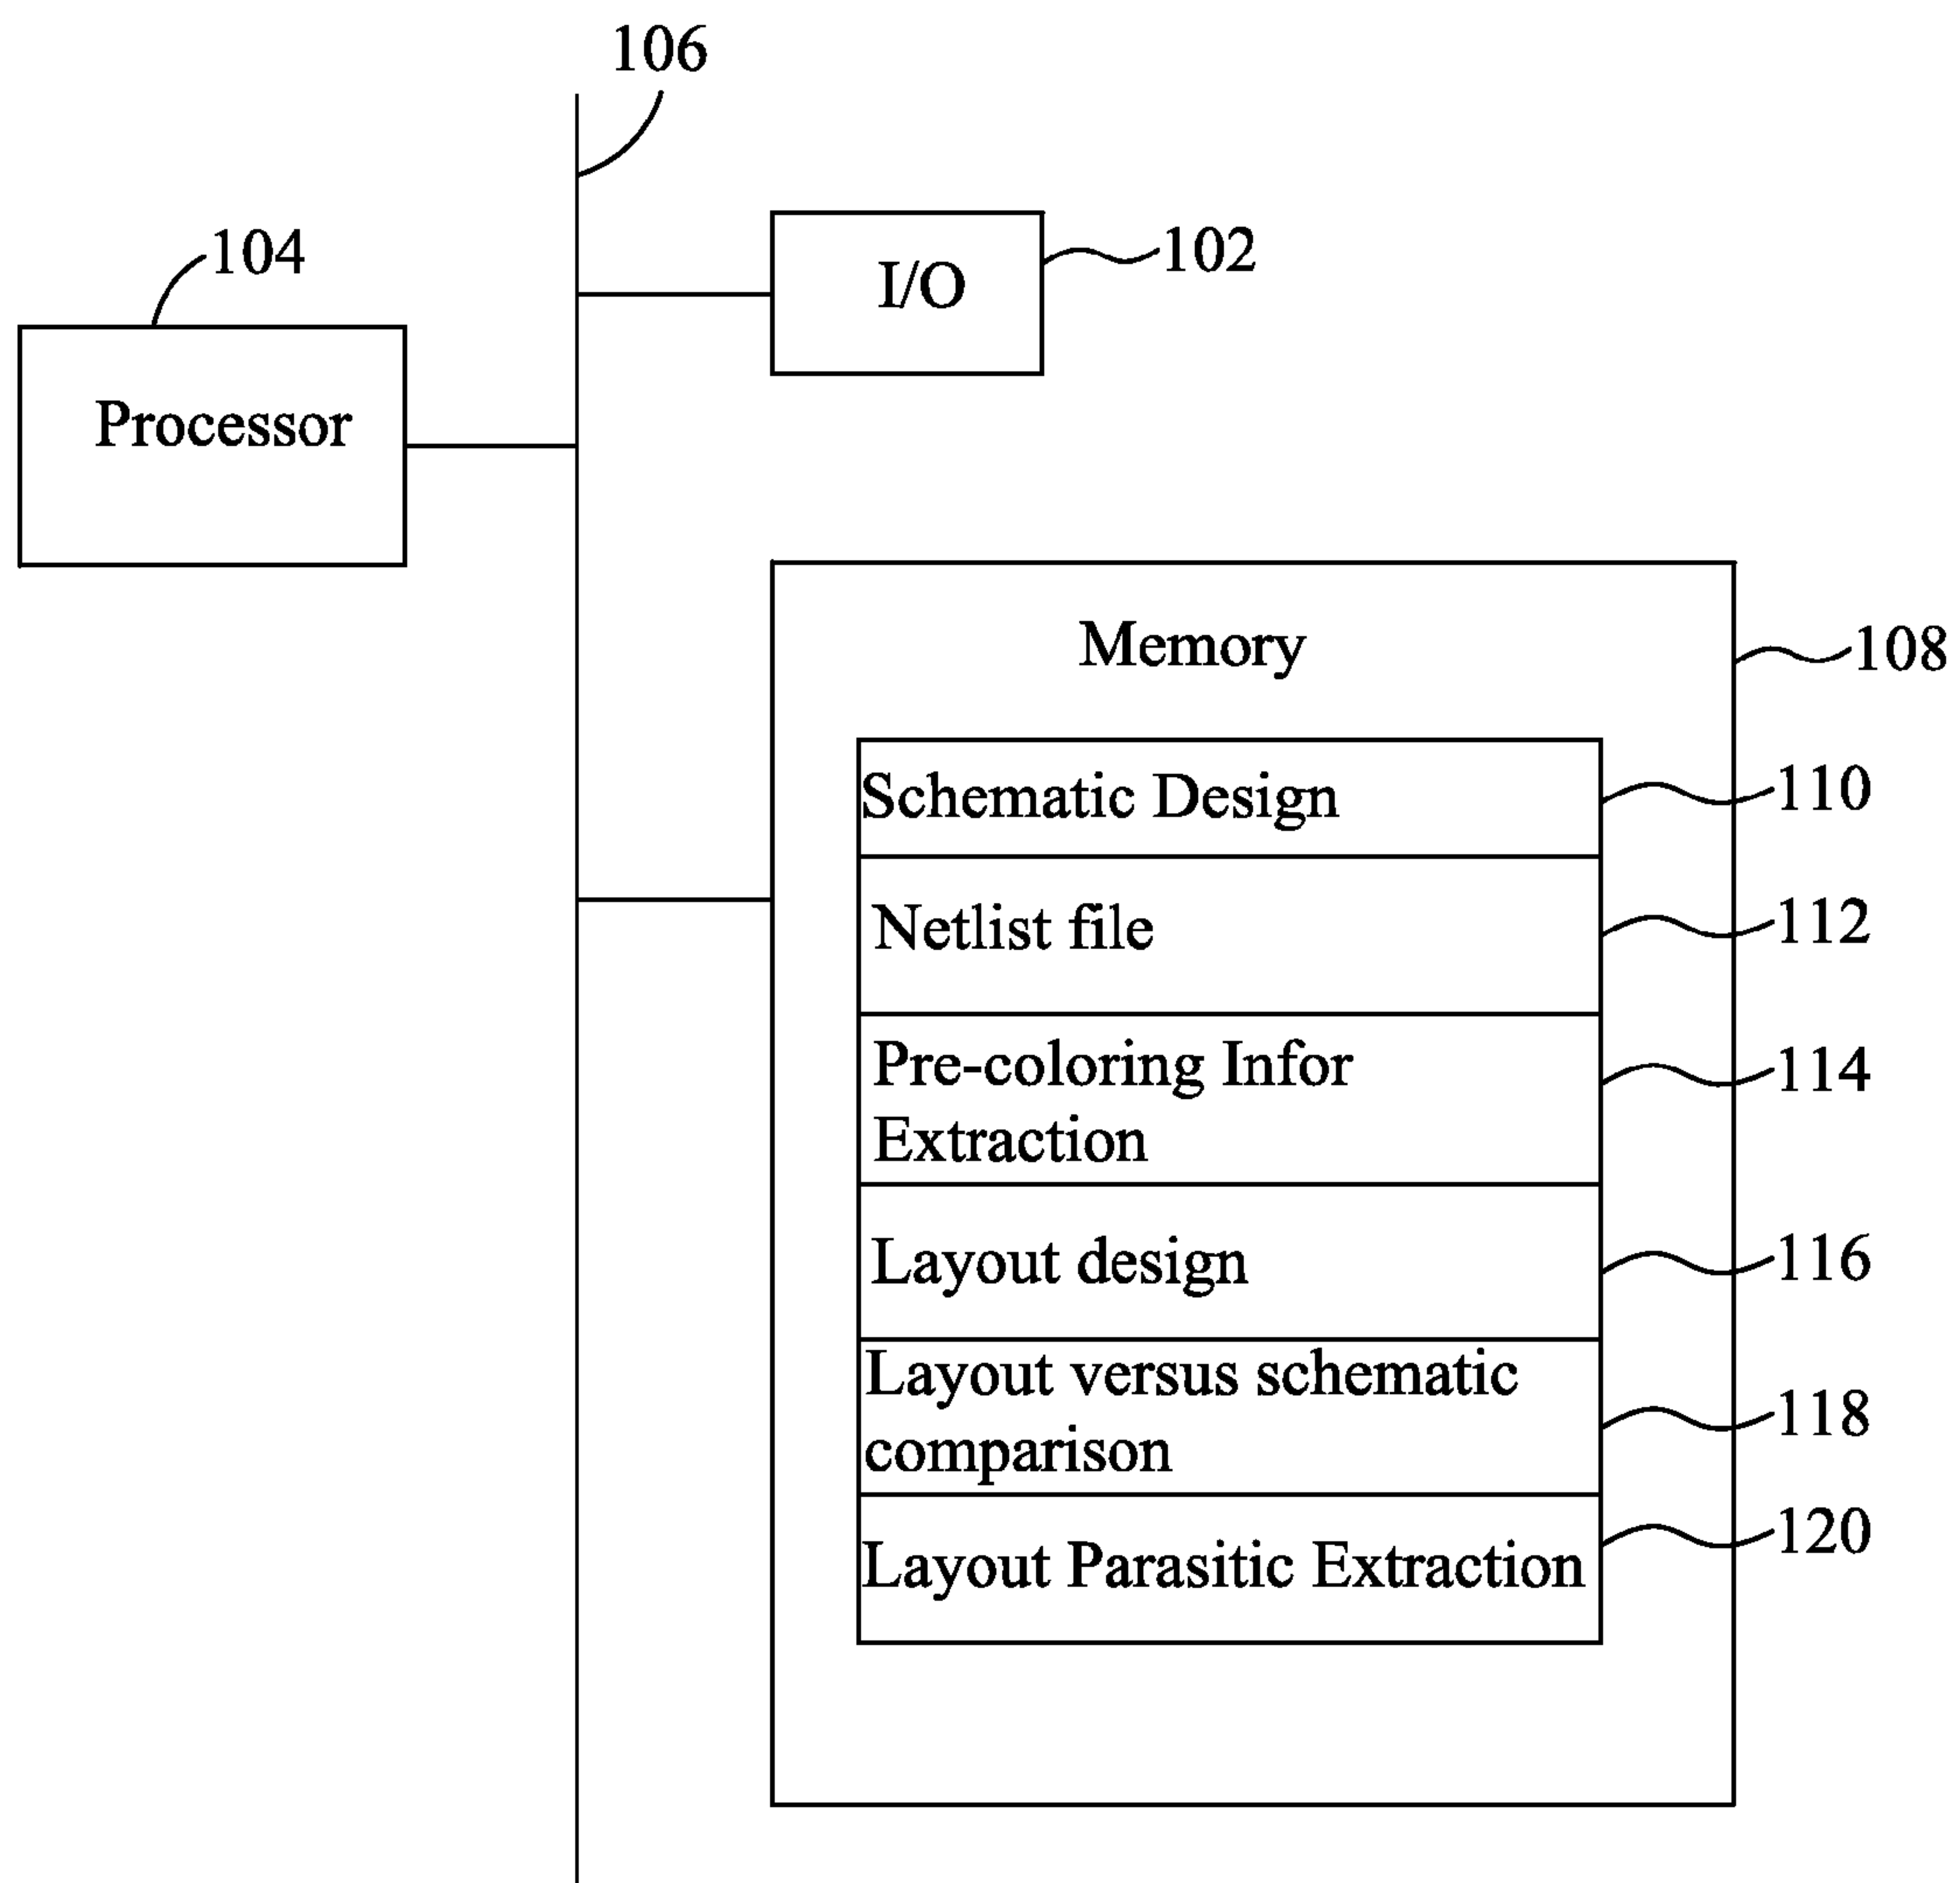 106
104
I/O
102
Processor
Memory
108
Schematic Design
110
Netlist file
112
Pre-coloring Infor
Extraction
114
Layout design
116
Layout versus schematic
comparison
118
Layout Parasitic Extraction
120